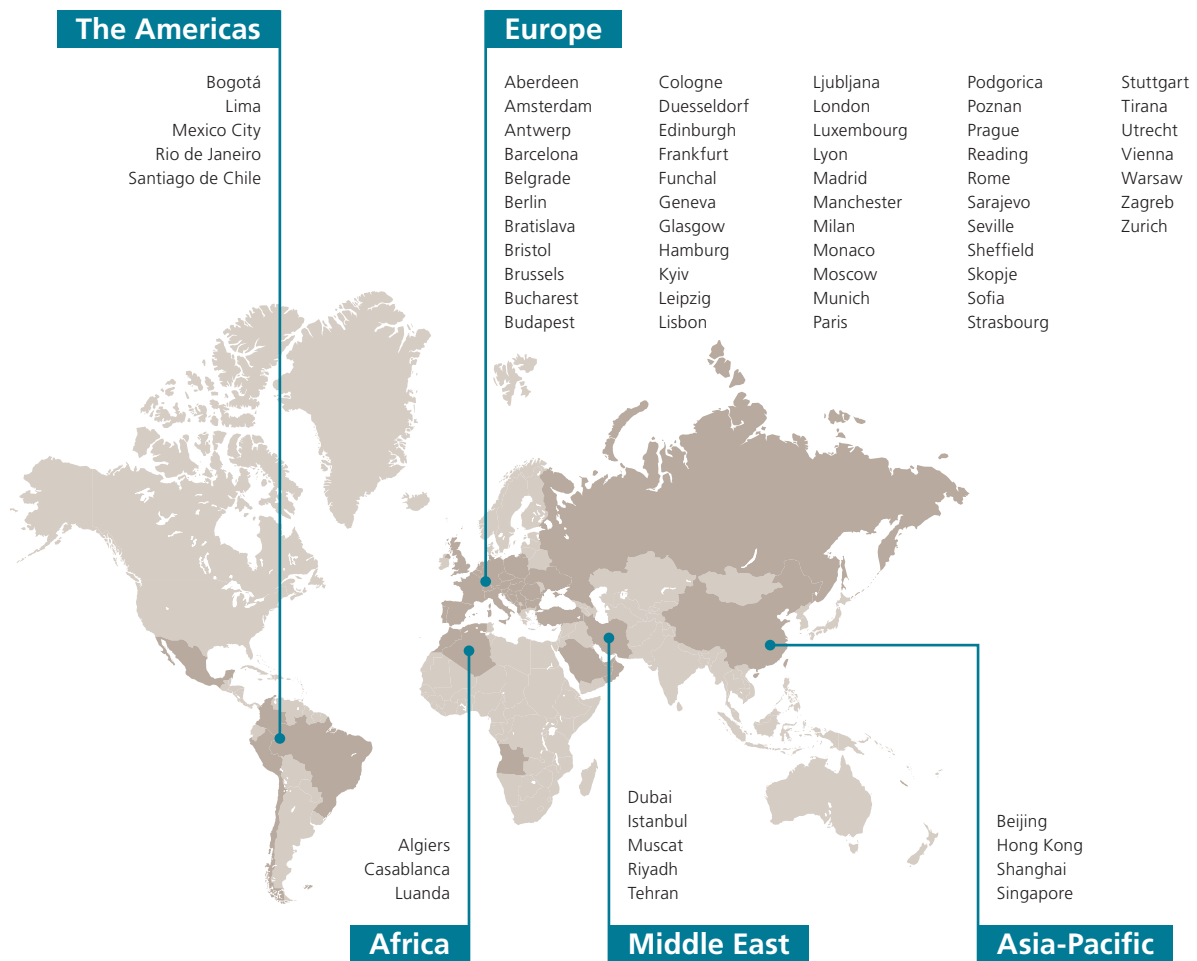 The Americas
Bogotá
Lima
Mexico City
Rio de Janeiro
Santiago de Chile
Europe
Aberdeen
Amsterdam
Antwerp
Barcelona
Belgrade
Berlin
Bratislava
Bristol
Brussels
Bucharest
Budapest
Cologne
Duesseldorf
Edinburgh
Frankfurt
Funchal
Geneva
Glasgow
Hamburg
Kyiv
Leipzig
Lisbon
Ljubljana
London
Luxembourg
Lyon
Madrid
Manchester
Milan
Monaco
Moscow
Munich
Paris
Podgorica
Poznan
Prague
Reading
Rome
Sarajevo
Seville
Sheffield
Skopje
Sofia
Strasbourg
Stuttgart
Tirana
Utrecht
Vienna
Warsaw
Zagreb
Zurich
Algiers
Casablanca
Luanda
Africa
Dubai
Istanbul
Muscat
Riyadh
Tehran
Middle East
Beijing
Hong Kong
Shanghai
Singapore
Asia-Pacific